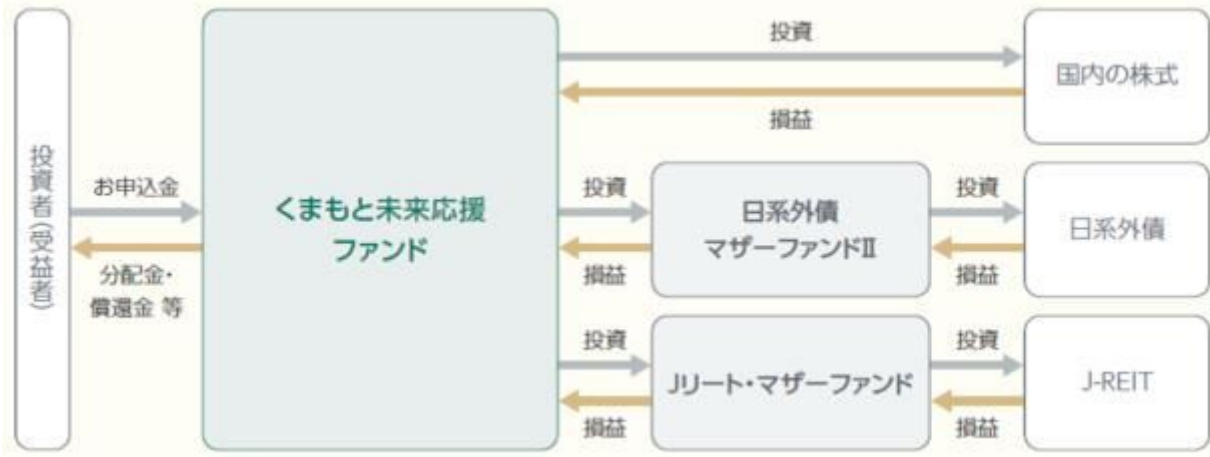 投資者(受益者)
お申込金
分配金・
償還金 等
くまもと未来応援
ファンド
投資
損益
国内の株式
投資
損益
日系外債
マザーファンドⅡ
投資
損益
日系外債
投資
損益
Jリート・マザーファンド
投資
損益
J-REIT